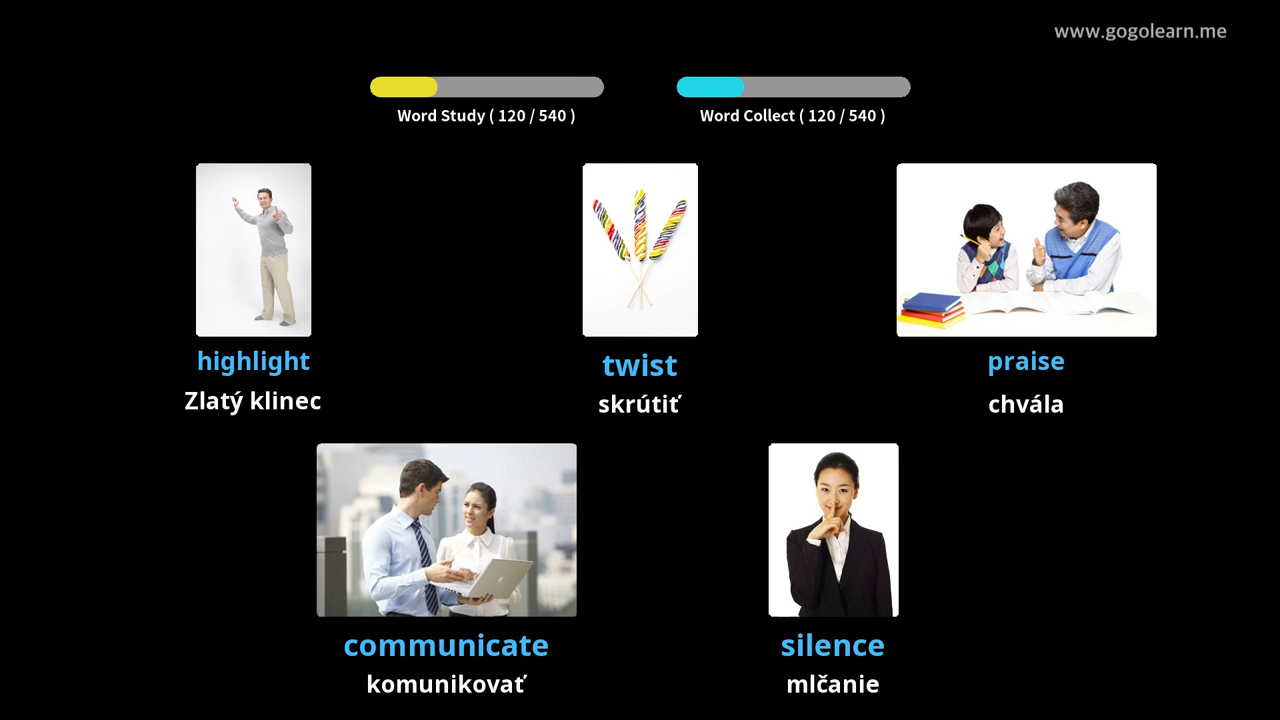 www.gogolearn.me
Word Study ( 120 / 540 )
Word Collect ( 120 / 540 )
highlight
Zlatý klinec
twist
skrútiť
praise
chvála
communicate
komunikovať
silence
mlčanie